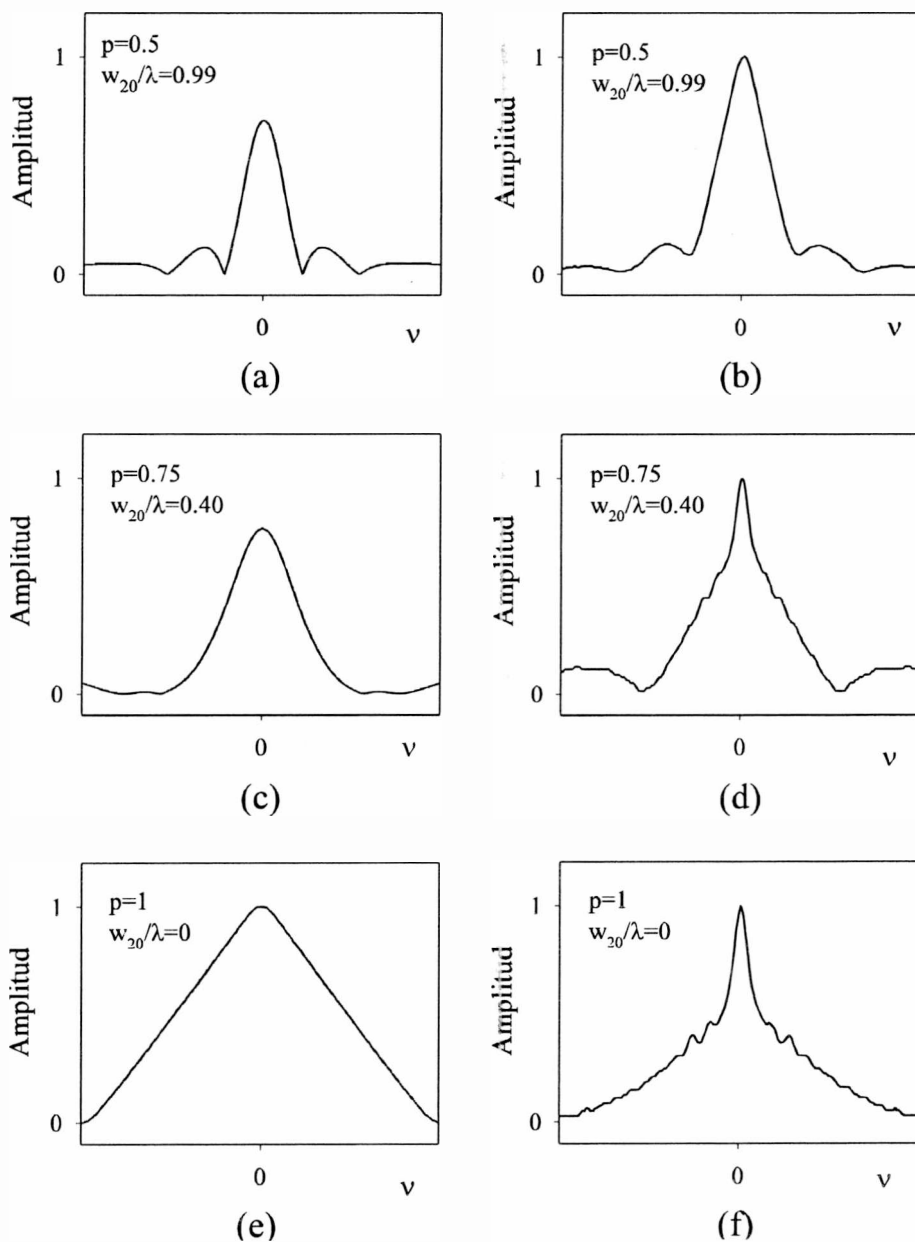 p=0.5
w₂₀/λ=0.99
Amplitud
1
0
0
ν
(a)
p=0.5
w₂₀/λ=0.99
Amplitud
1
0
0
ν
(b)
p=0.75
w₂₀/λ=0.40
Amplitud
1
0
0
ν
(c)
p=0.75
w₂₀/λ=0.40
Amplitud
1
0
0
ν
(d)
p=1
w₂₀/λ=0
Amplitud
1
0
0
ν
(e)
p=1
w₂₀/λ=0
Amplitud
1
0
0
ν
(f)